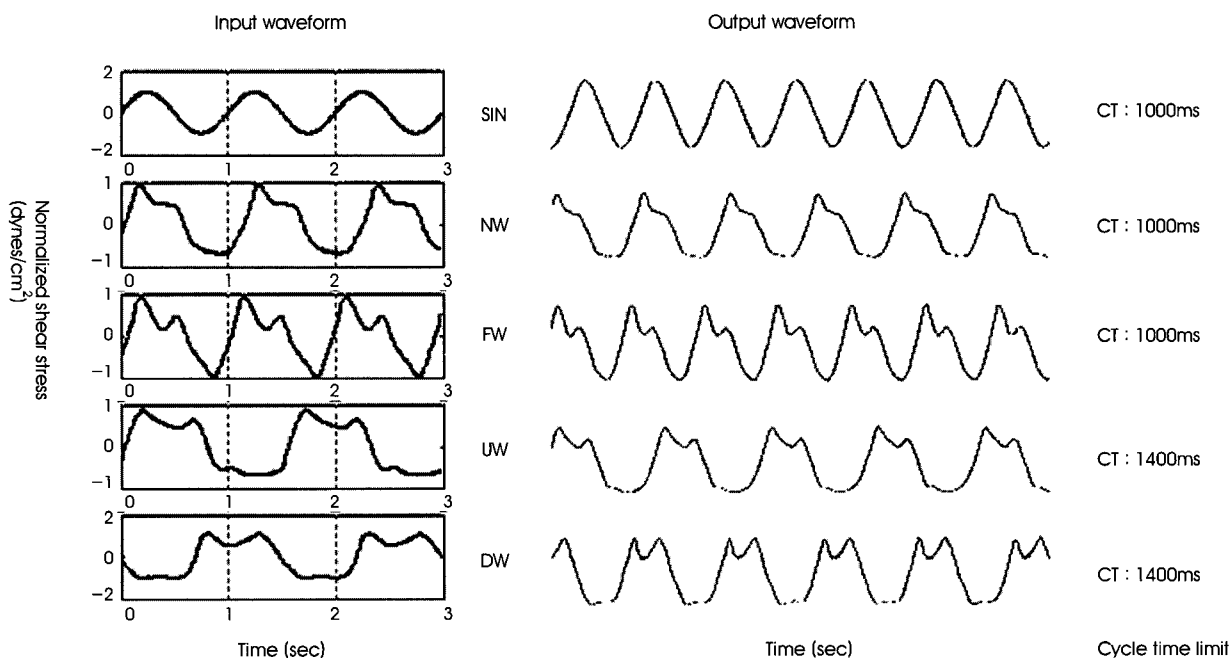 Input waveform
Output waveform
Normalized shear stress
(dynes/cm²)
2
0
−2
0 1 2 3
SIN
CT : 1000ms
1
0
−1
0 1 2 3
NW
CT : 1000ms
1
0
−1
0 1 2 3
FW
CT : 1000ms
1
0
−1
0 1 2 3
UW
CT : 1400ms
2
0
−2
0 1 2 3
DW
CT : 1400ms
Time (sec)
Time (sec)
Cycle time limit